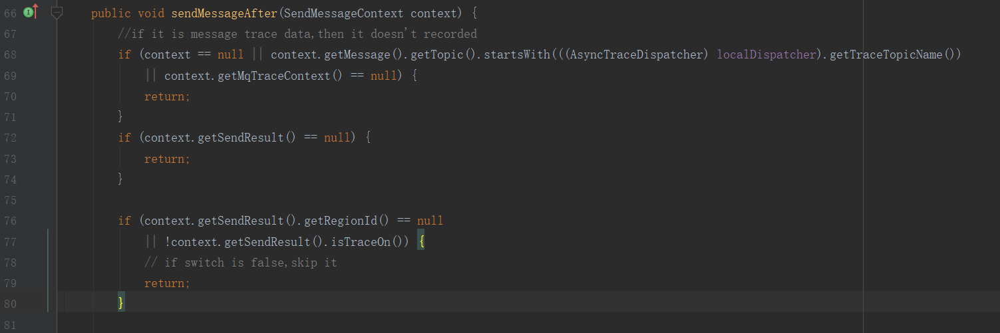 66 public void sendMessageAfter(SendMessageContext context) {
67 //if it is message trace data,then it doesn't recorded
68 if (context == null || context.getMessage().getTopic().startsWith(((AsyncTraceDispatcher) localDispatcher).getTraceTopicName())
69 || context.getMqTraceContext() == null) {
70 return;
71 }
72 if (context.getSendResult() == null) {
73 return;
74 }
75
76 if (context.getSendResult().getRegionId() == null
77 || !context.getSendResult().isTraceOn()) {
78 // if switch is false,skip it
79 return;
80 }
81